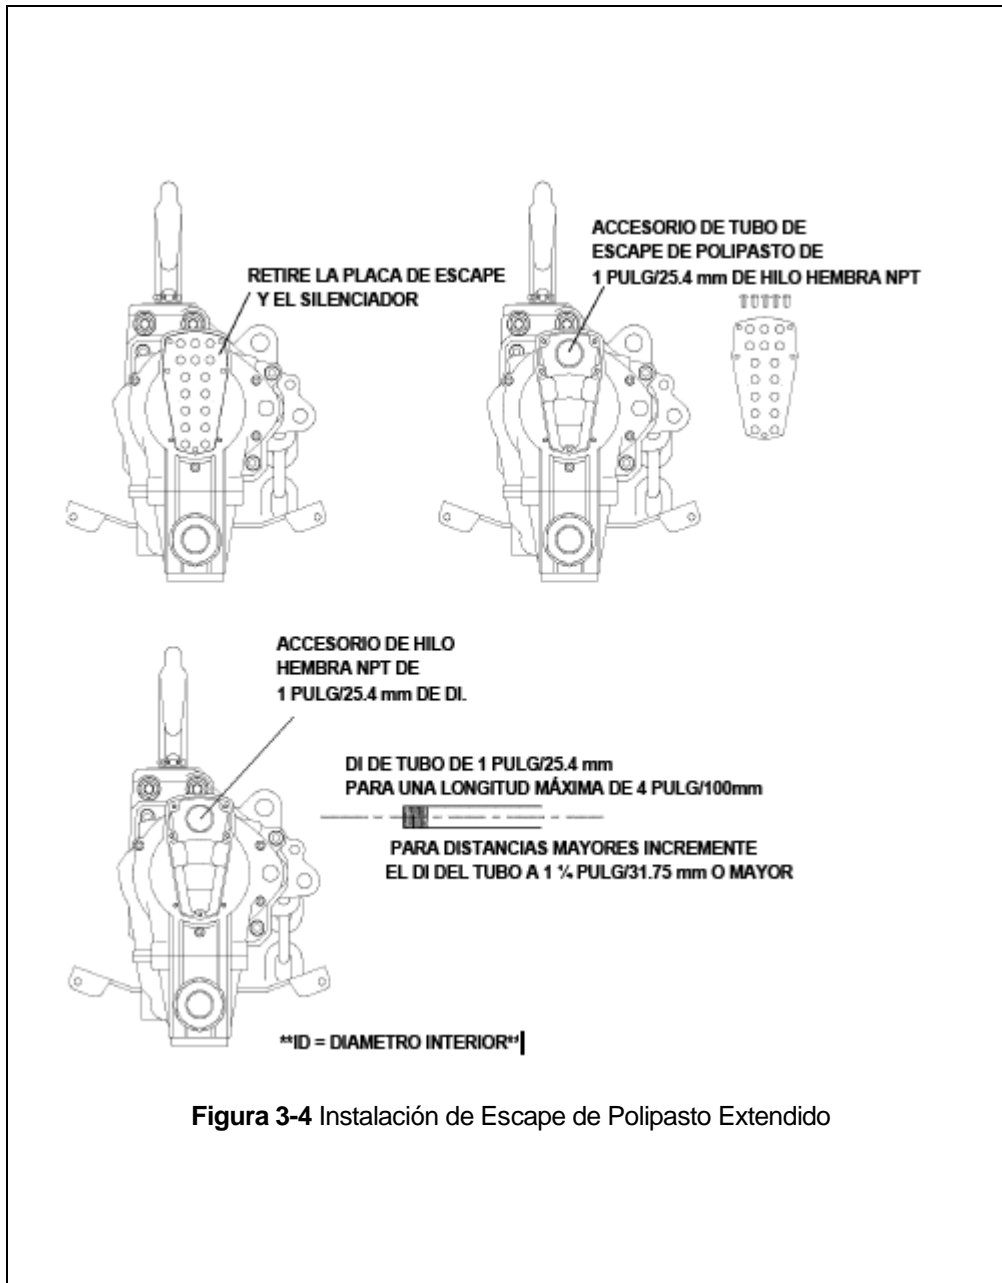 RETIRE LA PLACA DE ESCAPE
Y EL SILENCIADOR
ACCESORIO DE TUBO DE
ESCAPE DE POLIPASTO DE
1 PULG/25.4 mm DE HILO HEMBRA NPT
ACCESORIO DE HILO
HEMBRA NPT DE
1 PULG/25.4 mm DE DI.
DI DE TUBO DE 1 PULG/25.4 mm
PARA UNA LONGITUD MÁXIMA DE 4 PULG/100mm
PARA DISTANCIAS MAYORES INCREMENTE
EL DI DEL TUBO A 1 ¼ PULG/31.75 mm O MAYOR
**ID = DIAMETRO INTERIOR**
Figura 3-4 Instalación de Escape de Polipasto Extendido